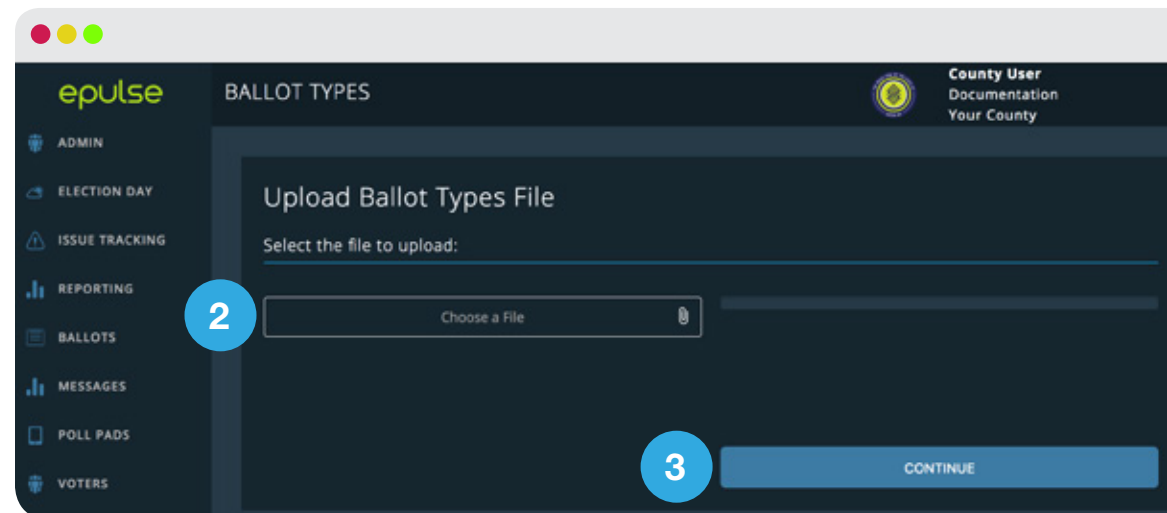 epulse
BALLOT TYPES
County User
Documentation
Your County
ADMIN
ELECTION DAY
ISSUE TRACKING
REPORTING
BALLOTS
MESSAGES
POLL PADS
VOTERS
Upload Ballot Types File
Select the file to upload:
2
Choose a File
3
CONTINUE